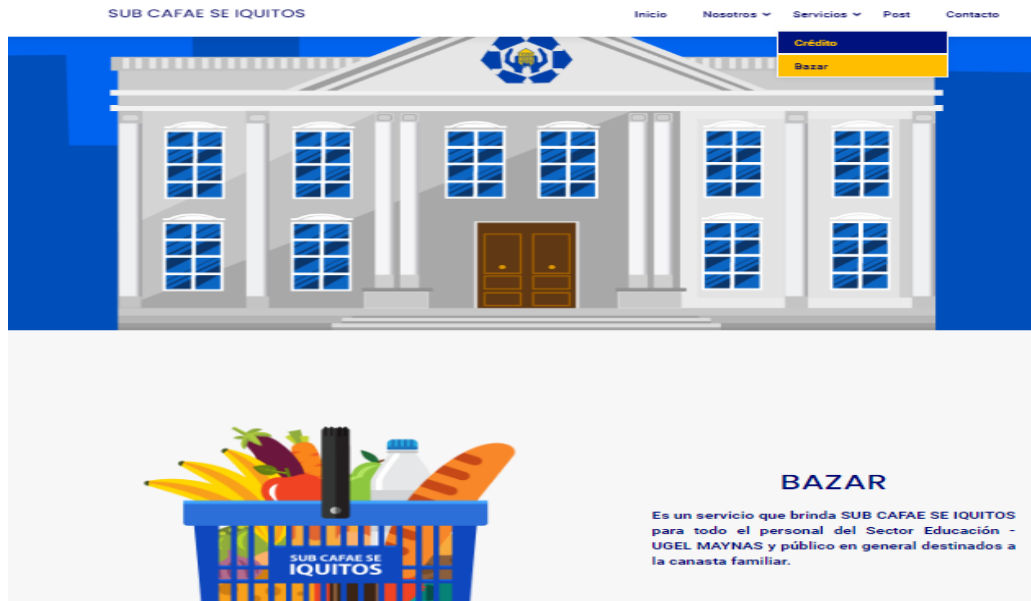 SUB CAFAE SE IQUITOS
Inicio Nosotros Servicios Post Contacto
Crédito
Bazar
BAZAR
Es un servicio que brinda SUB CAFAE SE IQUITOS
para todo el personal del Sector Educación -
UGEL MAYNAS y público en general destinados a
la canasta familiar.
SUB CAFAE SE
IQUITOS